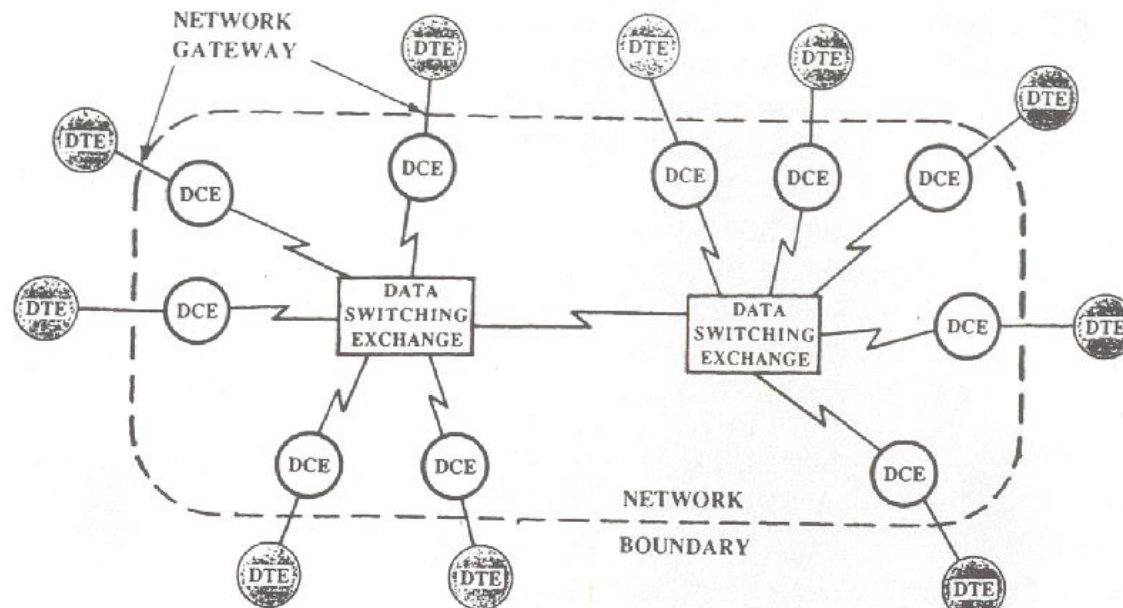 NETWORK
GATEWAY
DTE
DTE
DTE
DTE
DTE
DTE
DCE
DCE
DCE
DCE
DCE
DTE
DCE
DATA
SWITCHING
EXCHANGE
DATA
SWITCHING
EXCHANGE
DCE
DTE
DCE
DCE
DCE
NETWORK
BOUNDARY
DTE
DTE
DTE